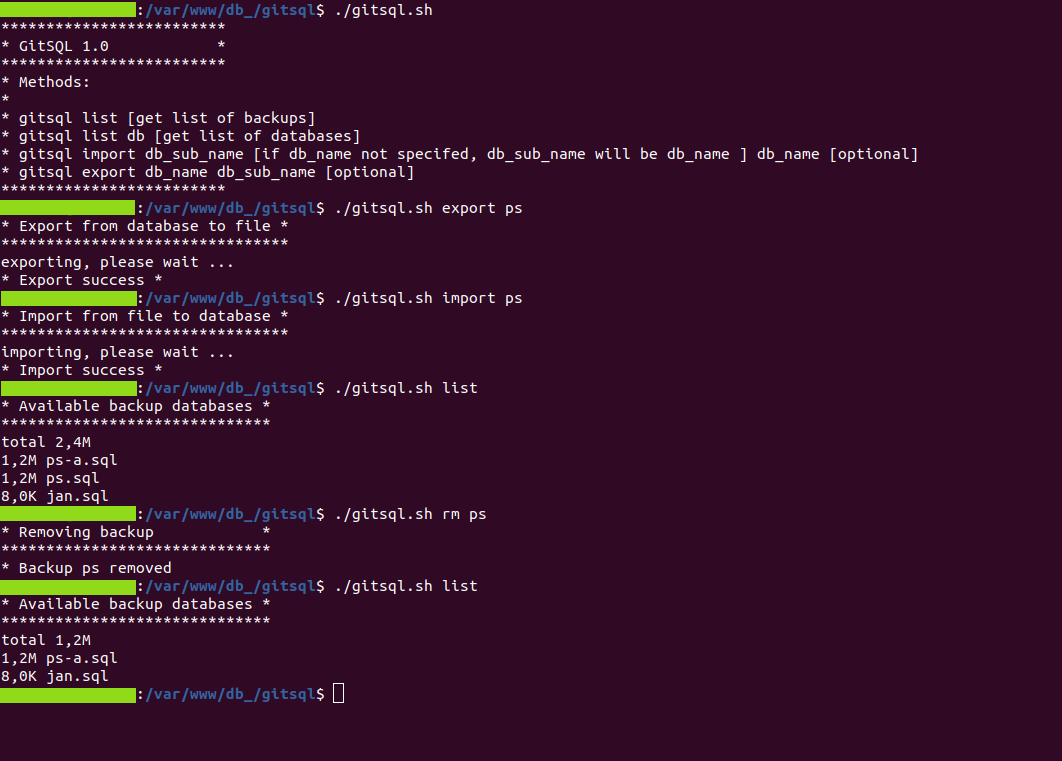 :/var/www/db_/gitsql$ ./gitsql.sh
*************************
* GitSQL 1.0            *
*************************
* Methods:
*
* gitsql list [get list of backups]
* gitsql list db [get list of databases]
* gitsql import db_sub_name [if db_name not specifed, db_sub_name will be db_name ] db_name [optional]
* gitsql export db_name db_sub_name [optional]
*************************
:/var/www/db_/gitsql$ ./gitsql.sh export ps
* Export from database to file *
********************************
exporting, please wait ...
* Export success *
:/var/www/db_/gitsql$ ./gitsql.sh import ps
* Import from file to database *
********************************
importing, please wait ...
* Import success *
:/var/www/db_/gitsql$ ./gitsql.sh list
* Available backup databases *
******************************
total 2,4M
1,2M ps-a.sql
1,2M ps.sql
8,0K jan.sql
:/var/www/db_/gitsql$ ./gitsql.sh rm ps
* Removing backup            *
******************************
* Backup ps removed
:/var/www/db_/gitsql$ ./gitsql.sh list
* Available backup databases *
******************************
total 1,2M
1,2M ps-a.sql
8,0K jan.sql
:/var/www/db_/gitsql$